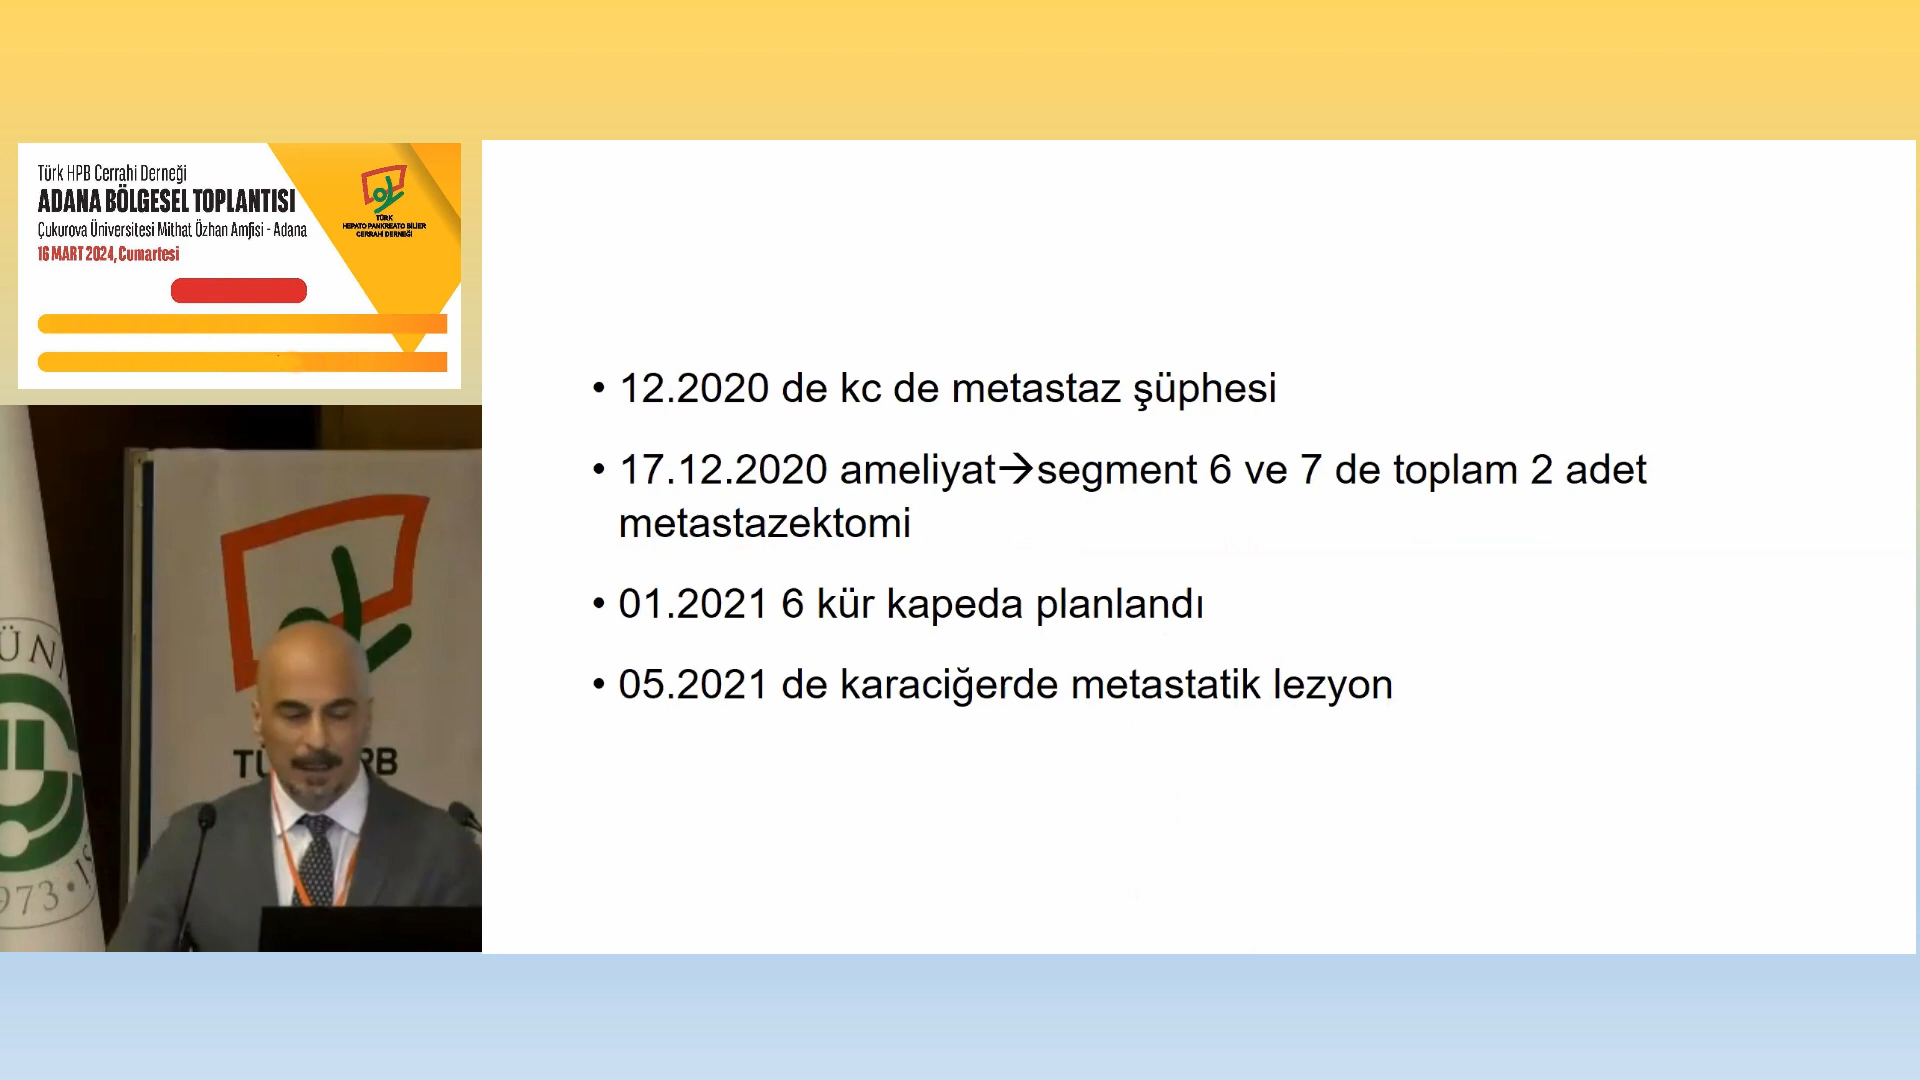 Türk HPB Cerrahi Derneği
ADANA BÖLGESEL TOPLANTISI
Çukurova Üniversitesi Mithat Özhan Amfisi - Adana
16 MART 2024, Cumartesi
TÜRK
HEPATO PANKREATO BİLİER
CERRAHİ DERNEĞİ
• 12.2020 de kc de metastaz şüphesi
• 17.12.2020 ameliyat→segment 6 ve 7 de toplam 2 adet
metastazektomi
• 01.2021 6 kür kapeda planlandı
• 05.2021 de karaciğerde metastatik lezyon
ÜN
1973